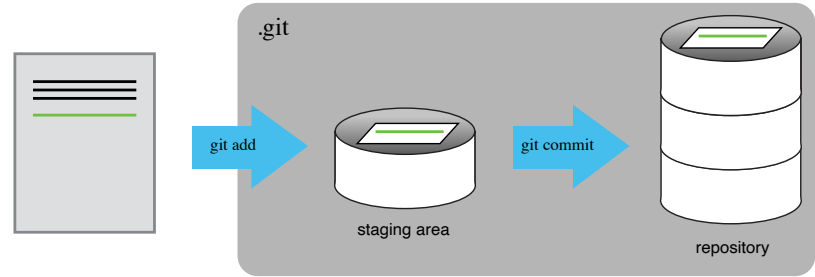 .git
git add
git commit
staging area
repository